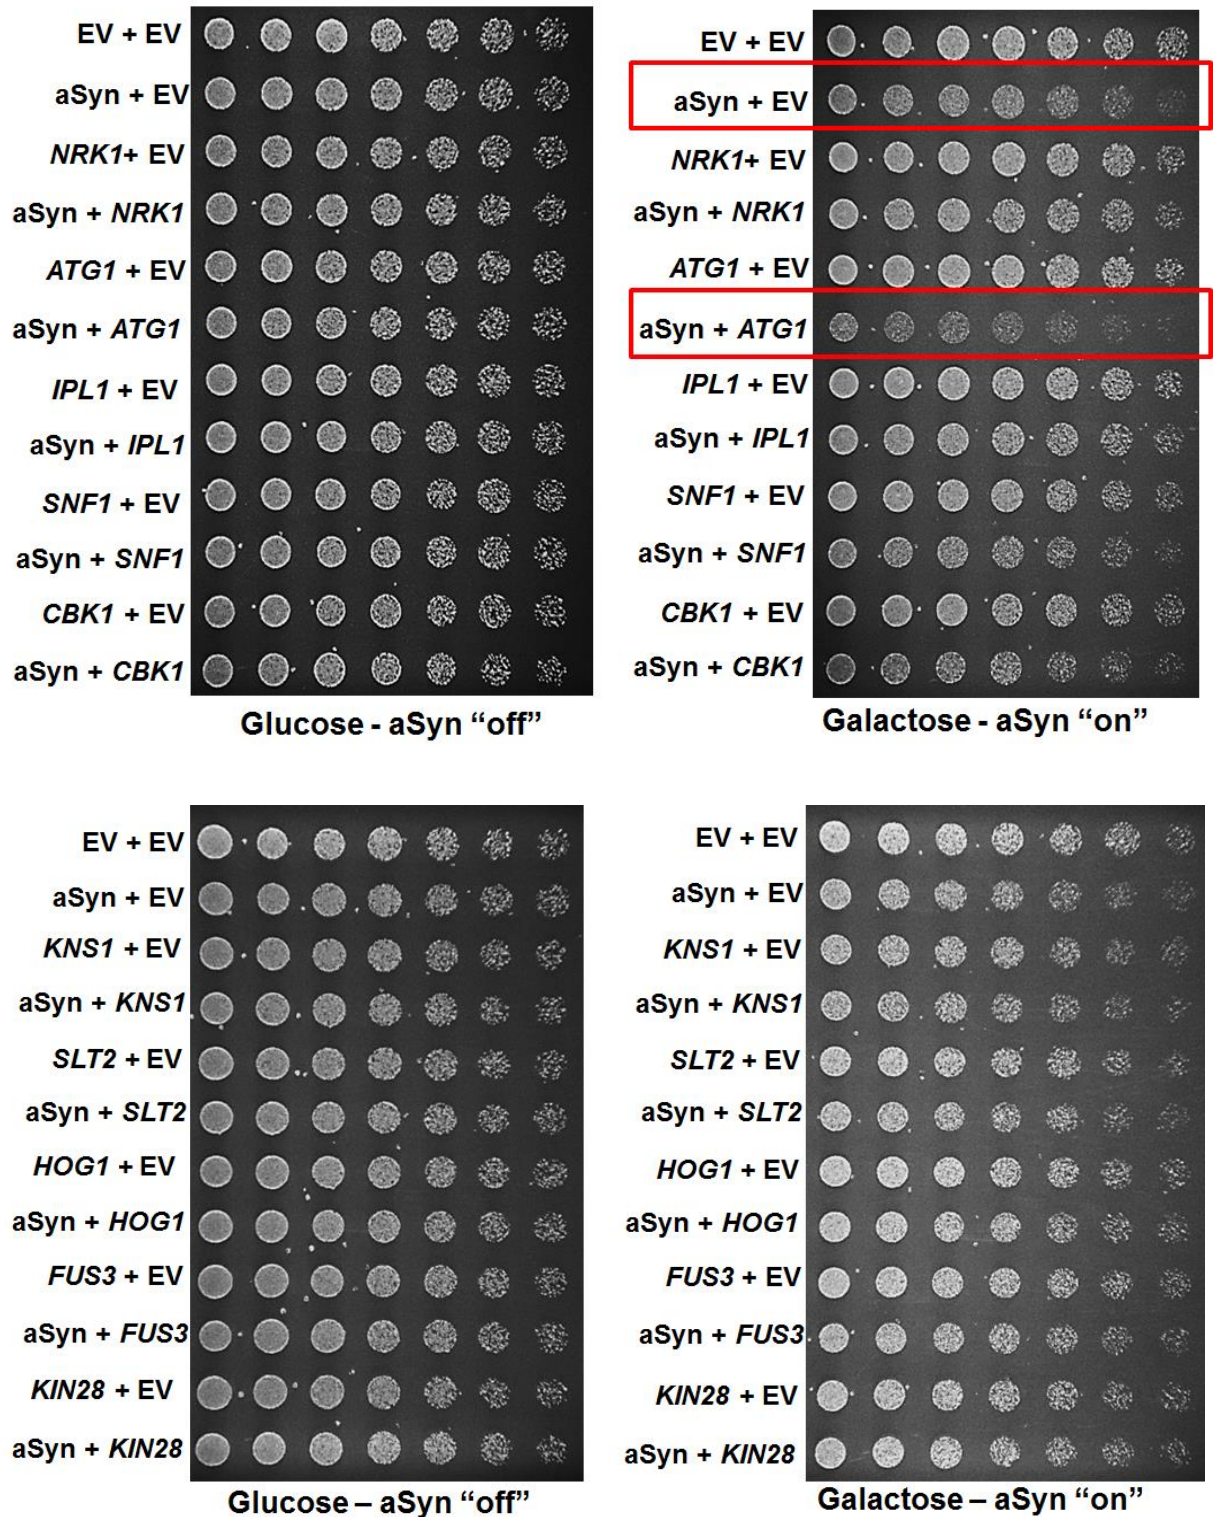 EV + EV
aSyn + EV
NRK1+ EV
aSyn + NRK1
ATG1 + EV
aSyn + ATG1
IPL1 + EV
aSyn + IPL1
SNF1 + EV
aSyn + SNF1
CBK1 + EV
aSyn + CBK1
Glucose - aSyn “off”
EV + EV
aSyn + EV
NRK1+ EV
aSyn + NRK1
ATG1 + EV
aSyn + ATG1
IPL1 + EV
aSyn + IPL1
SNF1 + EV
aSyn + SNF1
CBK1 + EV
aSyn + CBK1
Galactose - aSyn “on”
EV + EV
aSyn + EV
KNS1 + EV
aSyn + KNS1
SLT2 + EV
aSyn + SLT2
HOG1 + EV
aSyn + HOG1
FUS3 + EV
aSyn + FUS3
KIN28 + EV
aSyn + KIN28
Glucose – aSyn “off”
EV + EV
aSyn + EV
KNS1 + EV
aSyn + KNS1
SLT2 + EV
aSyn + SLT2
HOG1 + EV
aSyn + HOG1
FUS3 + EV
aSyn + FUS3
KIN28 + EV
aSyn + KIN28
Galactose – aSyn “on”